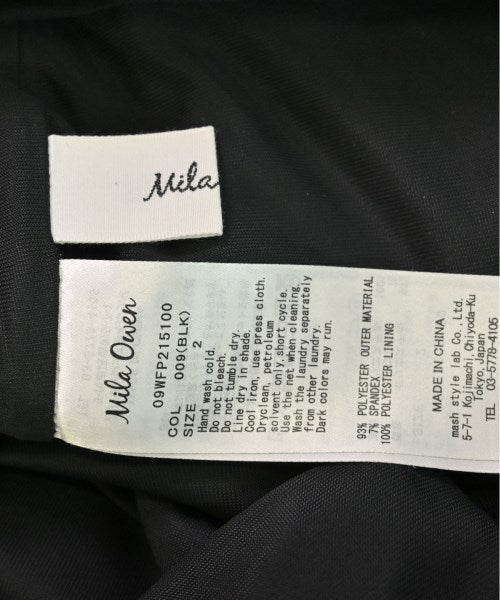 Mila
Mila Owen
09WFP215100
COL 009(BLK)
SIZE 2
Hand wash cold.
Do not bleach.
Do not tumble dry.
Line dry in shade.
Cool iron, use press cloth.
Dryclean, petroleum
solvent only, short cycle.
Use the net when cleaning.
Wash the laundry separately
from other laundry.
Dark colors may run.
93% POLYESTER OUTER MATERIAL
7% SPANDEX
100% POLYESTER LINING
MADE IN CHINA
mash style lab Co.,Ltd.
5-7-1 Kojimachi, Chiyoda-Ku
Tokyo, Japan
TEL 03-5778-4105